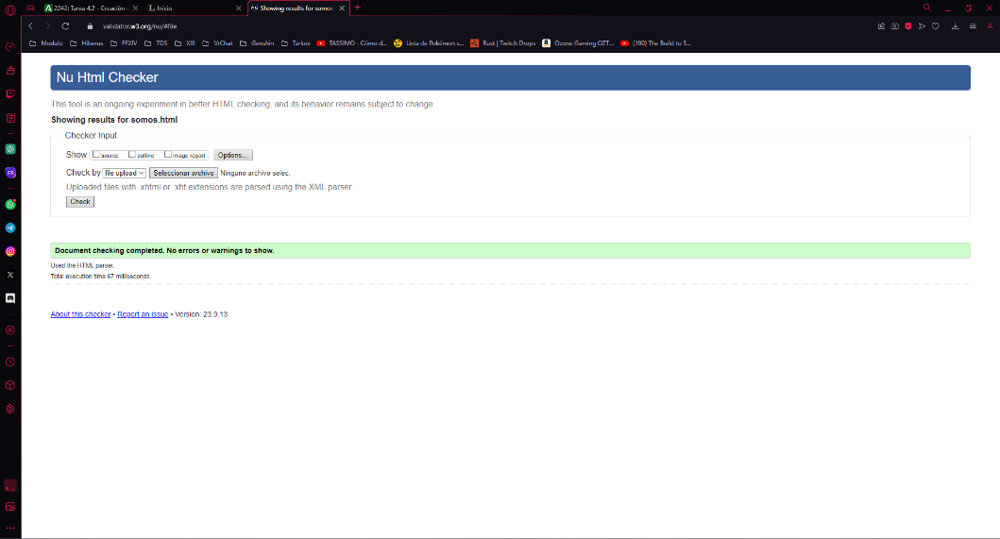 2242: Tarea 4.2 - Creación
Inicio
Showing results for somos.
validator.w3.org/nu/#file
Modulo Hiberus FFXIV 7DS XIII VrChat Genshin Tarkov TASSIMO - Cómo d... Lista de Pokémon s... Rust | Twitch Drops Ozone Gaming OZT... (190) The Build to S...
Nu Html Checker
This tool is an ongoing experiment in better HTML checking, and its behavior remains subject to change
Showing results for somos.html
Checker Input
Show source outline image report Options...
Check by file upload Seleccionar archivo Ninguno archivo selec.
Uploaded files with .xhtml or .xht extensions are parsed using the XML parser.
Check
Document checking completed. No errors or warnings to show.
Used the HTML parser.
Total execution time 67 milliseconds.
About this checker • Report an issue • Version: 23.9.13